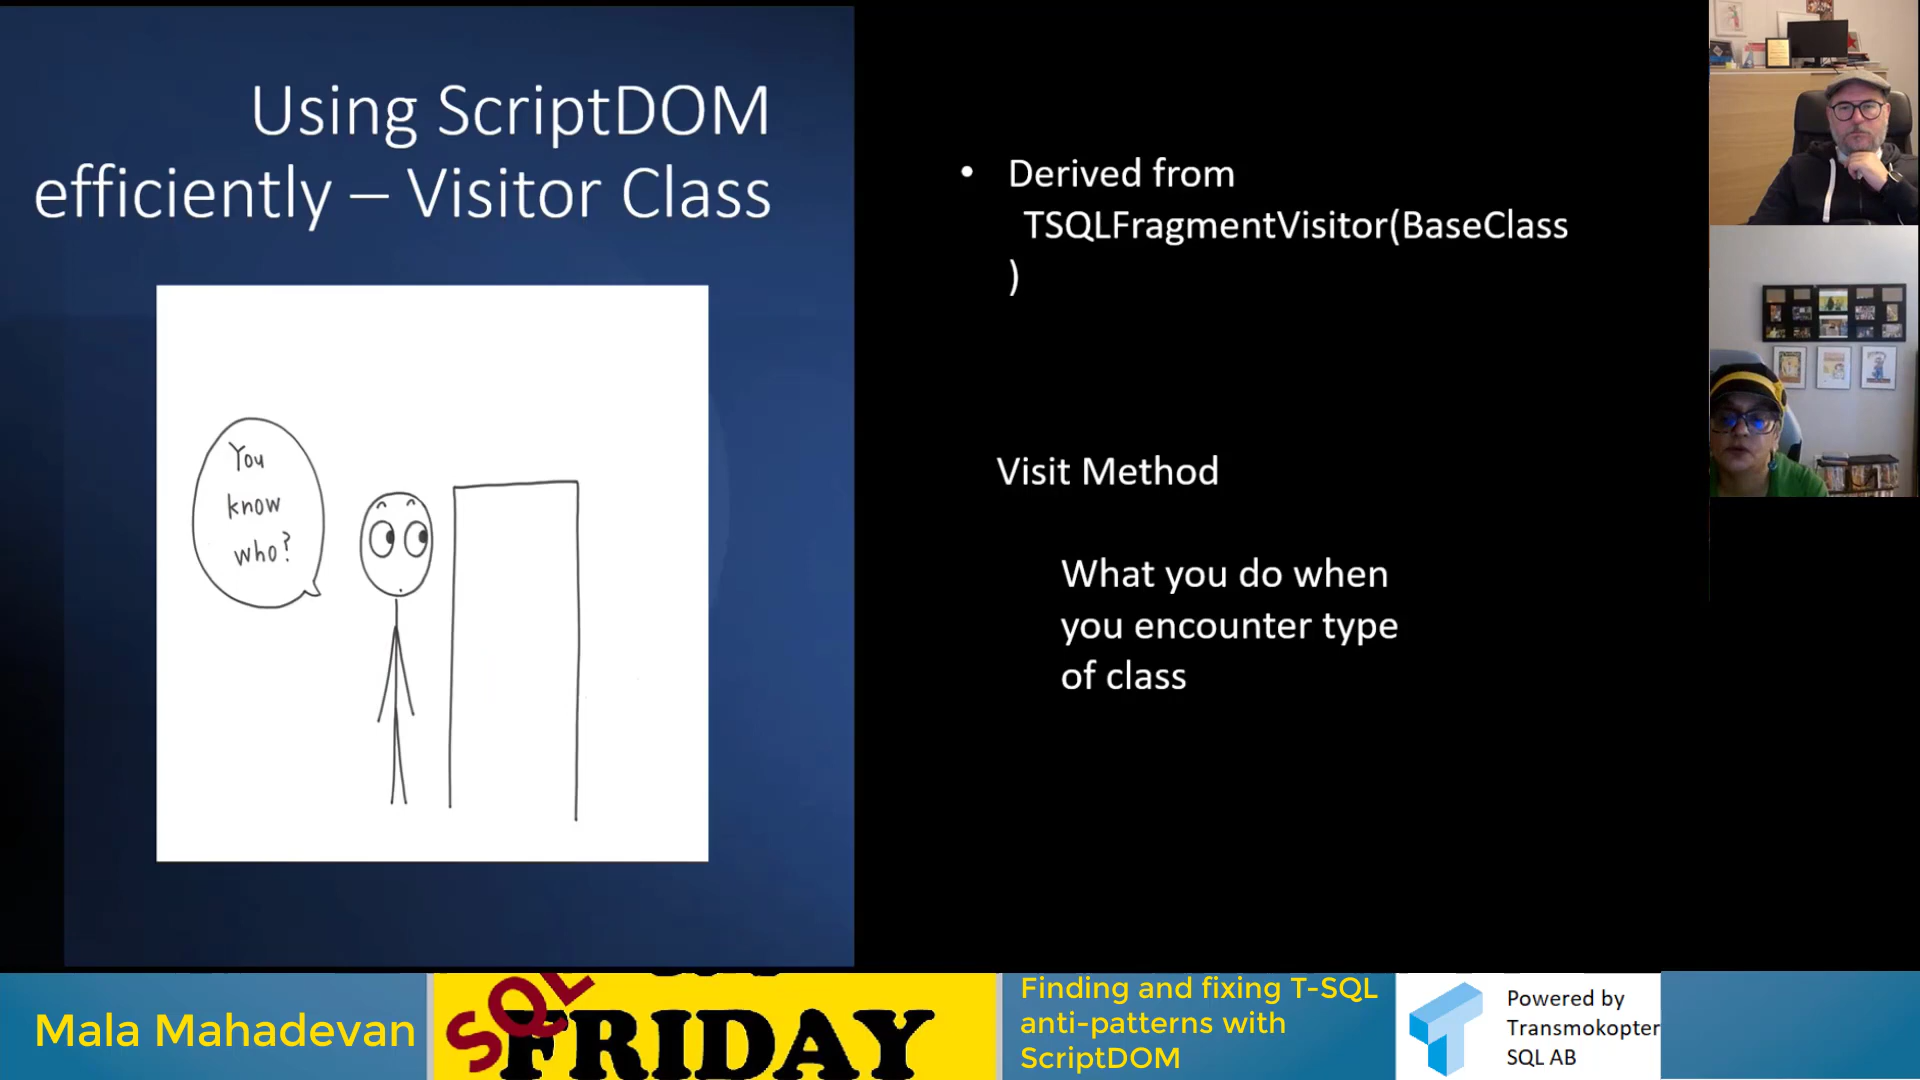 Using ScriptDOM
efficiently – Visitor Class
You
know
who?
• Derived from
TSQLFragmentVisitor(BaseClass
)
Visit Method
What you do when
you encounter type
of class
Mala Mahadevan
SQL
FRIDAY
Finding and fixing T-SQL
anti-patterns with
ScriptDOM
Powered by
Transmokopter
SQL AB